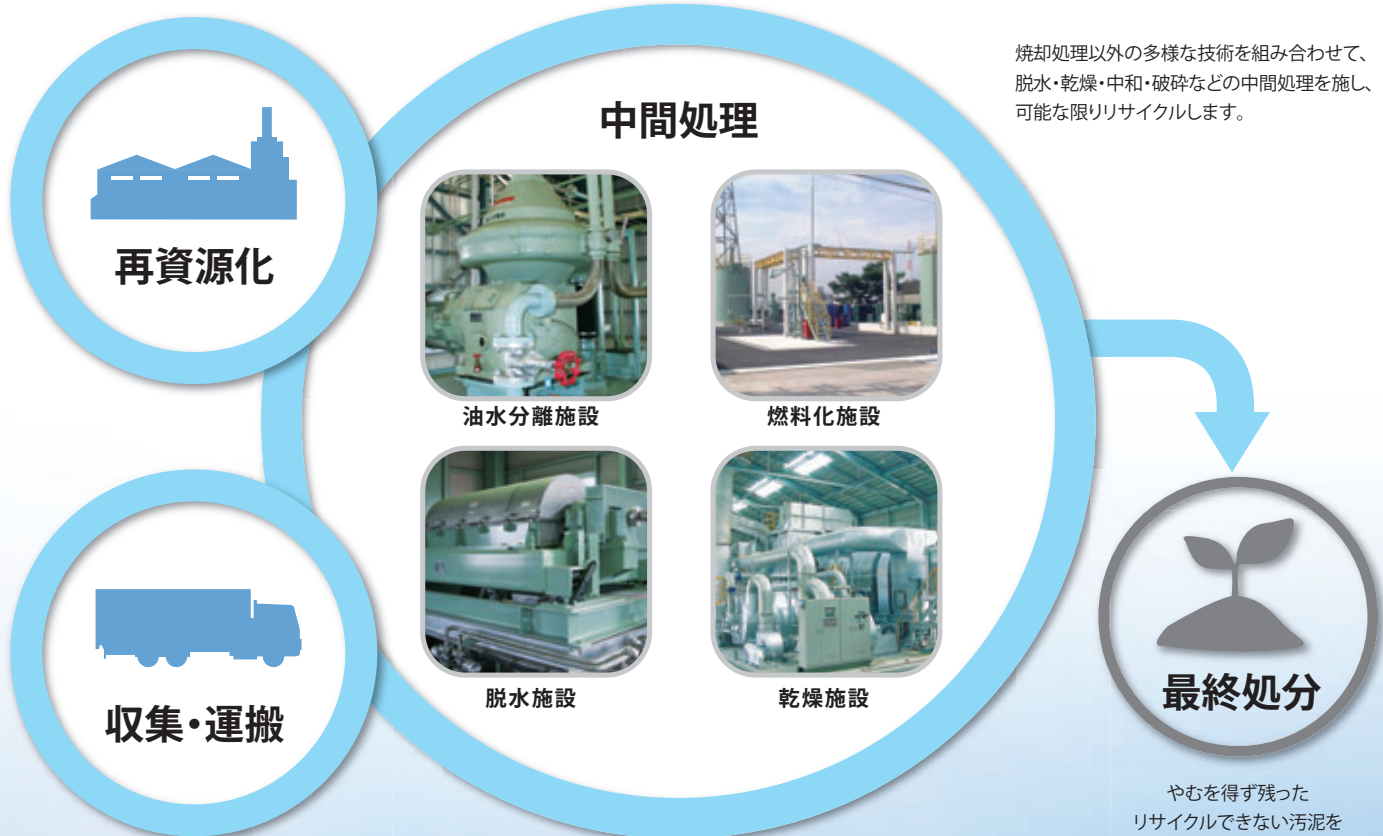 焼却処理以外の多様な技術を組み合わせて、
脱水・乾燥・中和・破砕などの中間処理を施し、
可能な限りリサイクルします。
中間処理
再資源化
油水分離施設
燃料化施設
脱水施設
乾燥施設
収集・運搬
最終処分
やむを得ず残った
リサイクルできない汚泥を